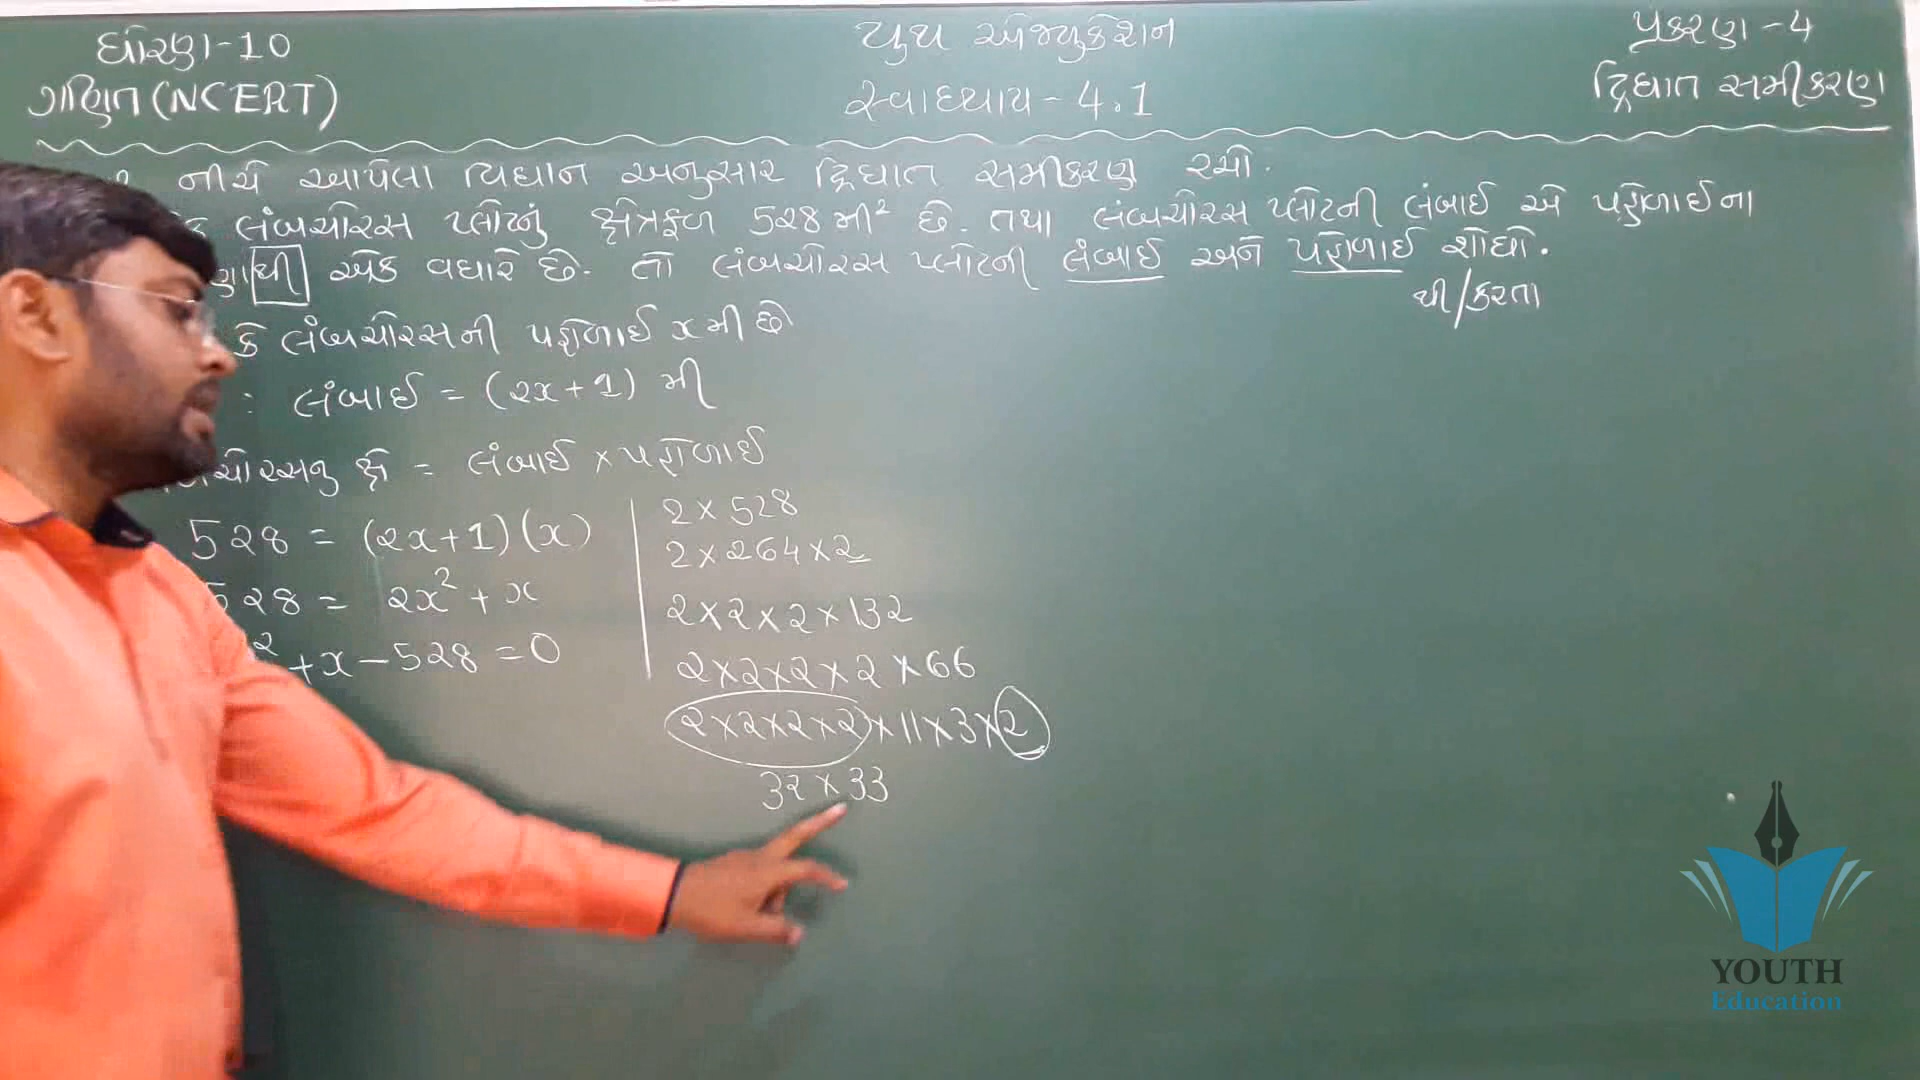 ધોરણ-10
ગણિત (NCERT)
યુથ એજ્યુકેશન
સ્વાધ્યાય - 4.1
પ્રકરણ - 4
દ્વિઘાત સમીકરણ
નીચે આપેલા વિધાન અનુસાર દ્વિઘાત સમીકરણ રચો.
લંબચોરસ પ્લોટનું ક્ષેત્રફળ 528 મી² છે. તથા લંબચોરસ પ્લોટની લંબાઈ એ પહોળાઈના
થી એક વધારે છે. તો લંબચોરસ પ્લોટની લંબાઈ અને પહોળાઈ શોધો.
થી/કરતા
કે લંબચોરસની પહોળાઈ x મી છે
: લંબાઈ = (2x+1) મી
ચોરસનુ ક્ષે = લંબાઈ × પહોળાઈ
528 = (2x+1)(x)
528 = 2x² + x
² + x - 528 = 0
2 × 528
2 × 264 × 2
2 × 2 × 2 × 132
2 × 2 × 2 × 2 × 66
2 × 2 × 2 × 2 × 11 × 3 × 2
32 × 33
YOUTH
Education